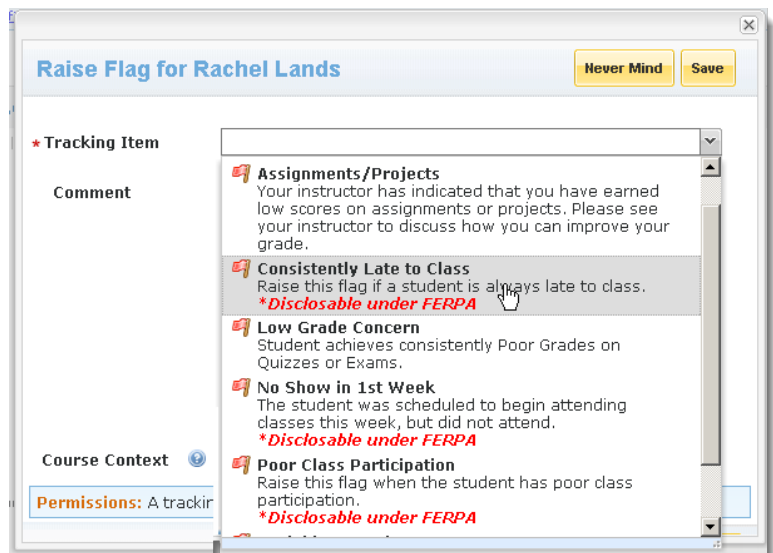 Raise Flag for Rachel Lands
Never Mind
Save
* Tracking Item
Comment
Assignments/Projects
Your instructor has indicated that you have earned
low scores on assignments or projects. Please see
your instructor to discuss how you can improve your
grade.
Consistently Late to Class
Raise this flag if a student is always late to class.
*Disclosable under FERPA
Low Grade Concern
Student achieves consistently Poor Grades on
Quizzes or Exams.
No Show in 1st Week
The student was scheduled to begin attending
classes this week, but did not attend.
*Disclosable under FERPA
Poor Class Participation
Raise this flag when the student has poor class
participation.
*Disclosable under FERPA
Course Context ?
Permissions: A trackin